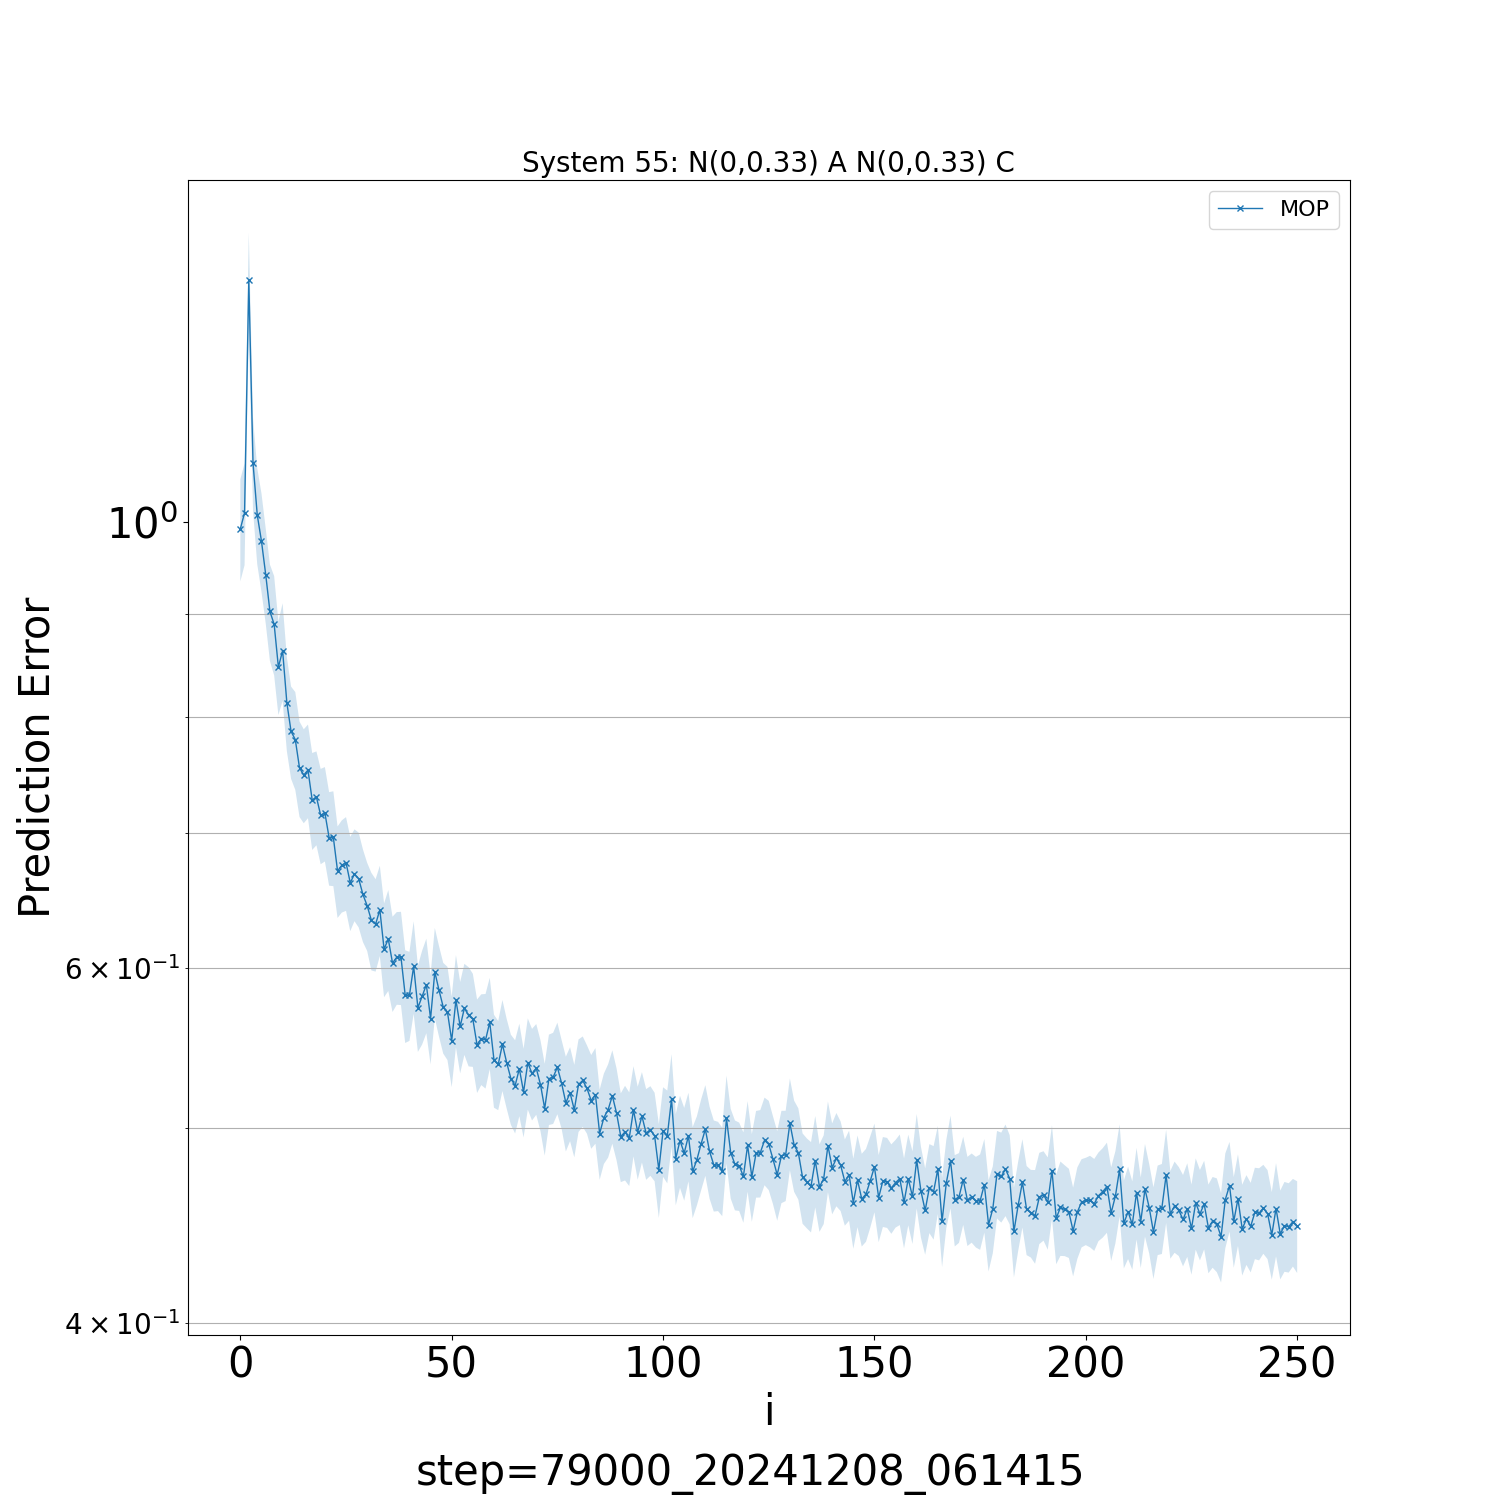 System 55: N(0,0.33) A N(0,0.33) C
MOP
10⁰
6 × 10⁻¹
4 × 10⁻¹
Prediction Error
0 50 100 150 200 250
i
step=79000_20241208_061415